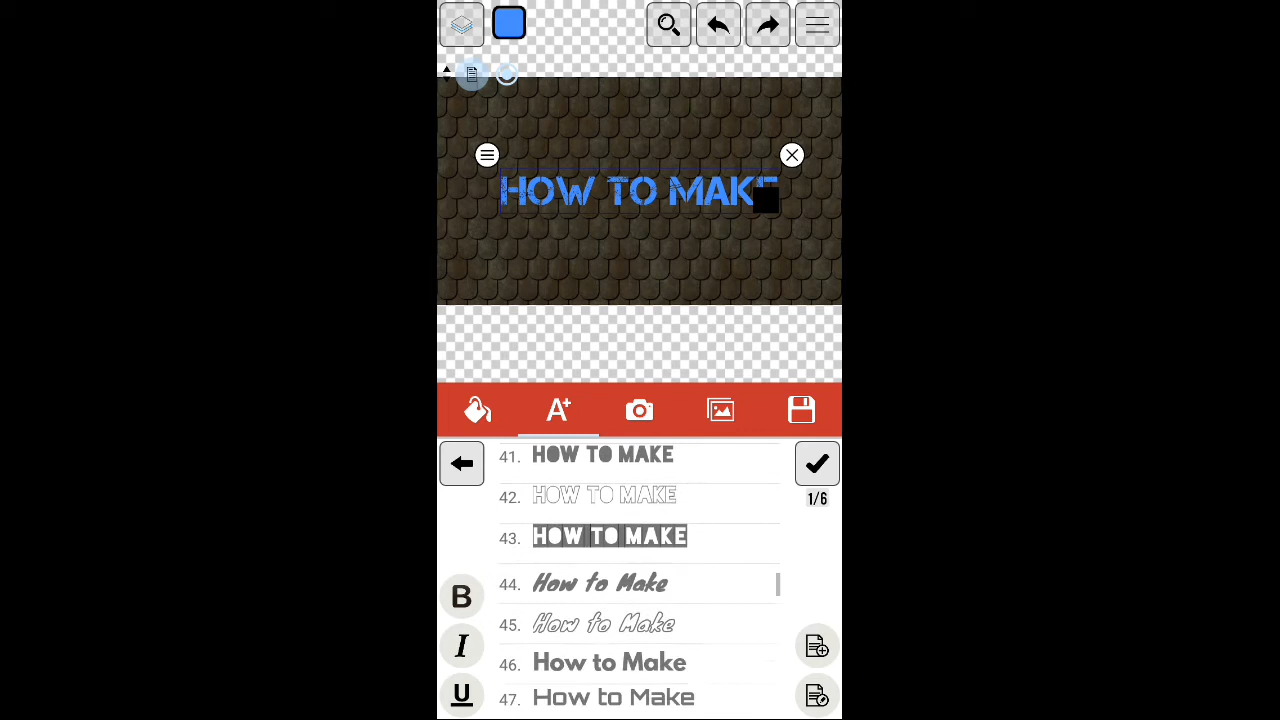 HOW TO MAKE
A+
41. HOW TO MAKE
1/6
42. HOW TO MAKE
43. HOW TO MAKE
44. How to Make
45. How to Make
46. How to Make
47. How to Make
B
I
U